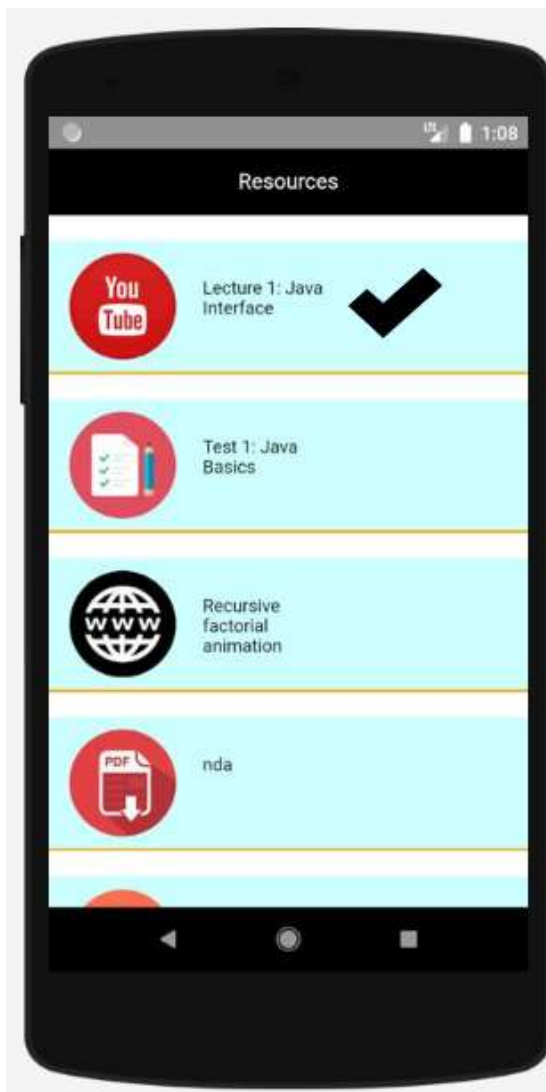 LTE 1:08
Resources
You
Tube
Lecture 1: Java
Interface
Test 1: Java
Basics
www
Recursive
factorial
animation
PDF
nda